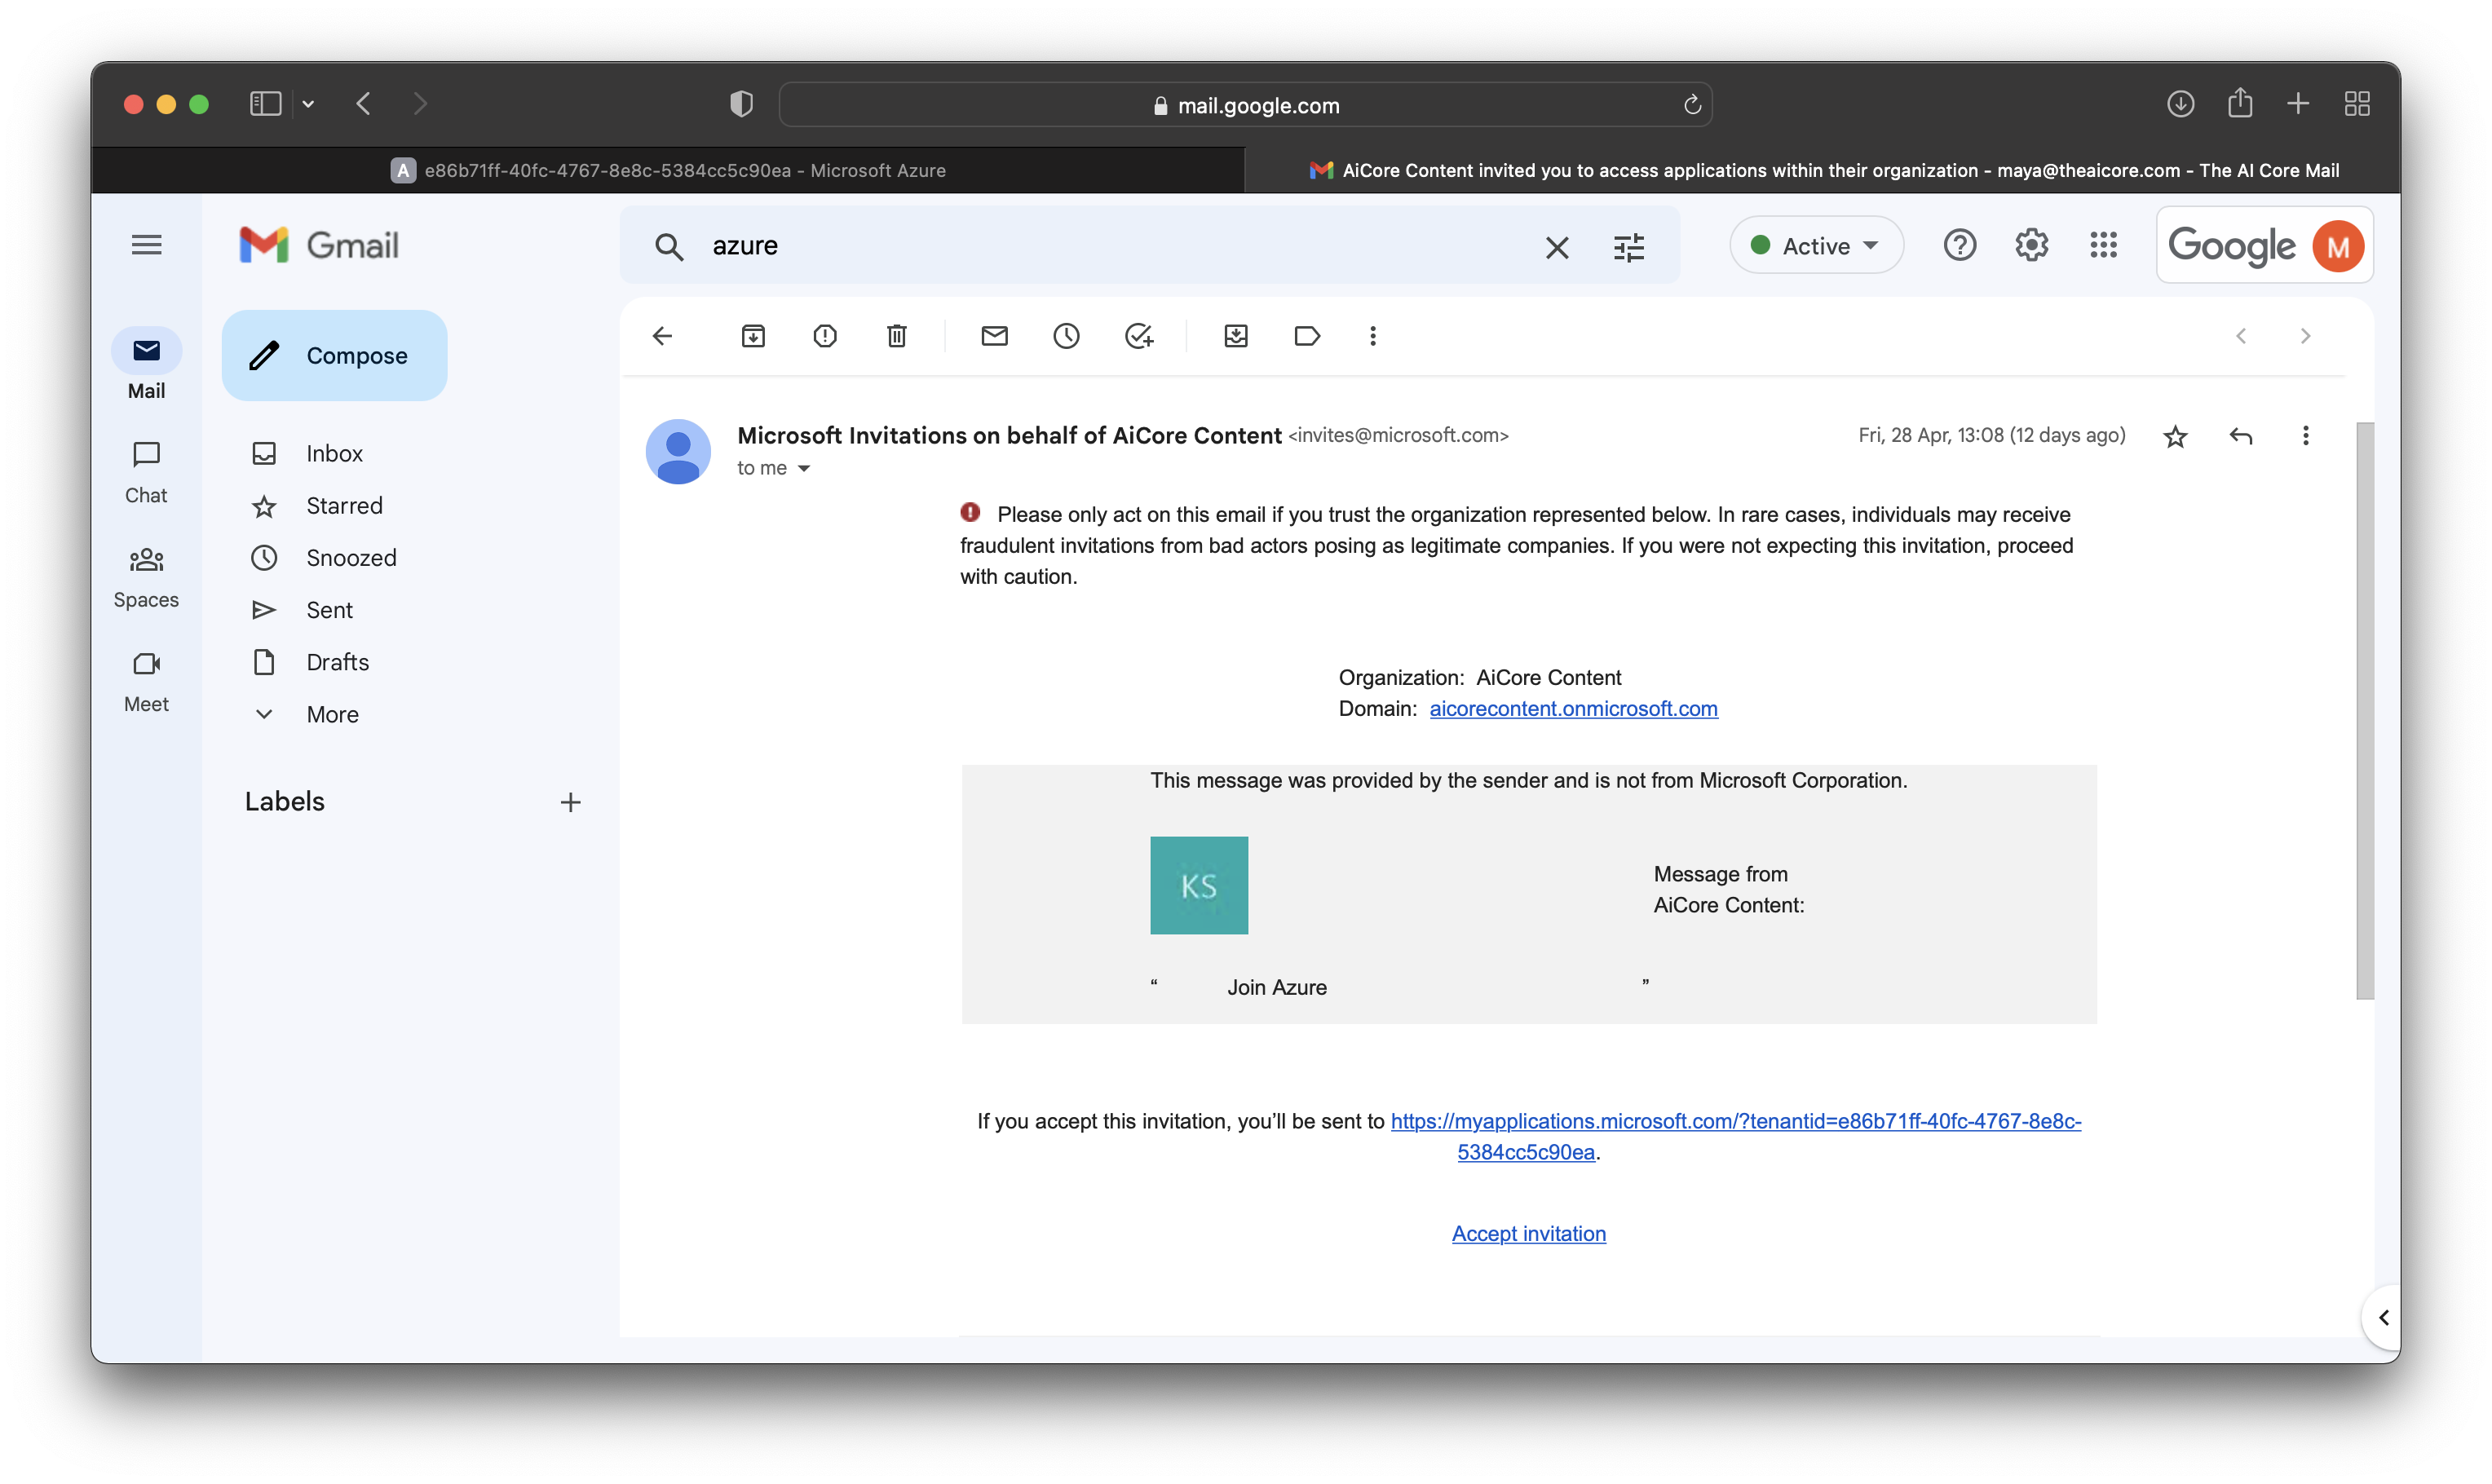 mail.google.com
A e86b71ff-40fc-4767-8e8c-5384cc5c90ea - Microsoft Azure
AiCore Content invited you to access applications within their organization - maya@theaicore.com - The AI Core Mail
Gmail
azure
Active
Google M
Compose
Mail
Chat
Spaces
Meet
Inbox
Starred
Snoozed
Sent
Drafts
More
Labels
Microsoft Invitations on behalf of AiCore Content <invites@microsoft.com>
Fri, 28 Apr, 13:08 (12 days ago)
to me
Please only act on this email if you trust the organization represented below. In rare cases, individuals may receive
fraudulent invitations from bad actors posing as legitimate companies. If you were not expecting this invitation, proceed
with caution.
Organization: AiCore Content
Domain: aicorecontent.onmicrosoft.com
This message was provided by the sender and is not from Microsoft Corporation.
KS
Message from
AiCore Content:
“ Join Azure ”
If you accept this invitation, you’ll be sent to https://myapplications.microsoft.com/?tenantid=e86b71ff-40fc-4767-8e8c-
5384cc5c90ea.
Accept invitation